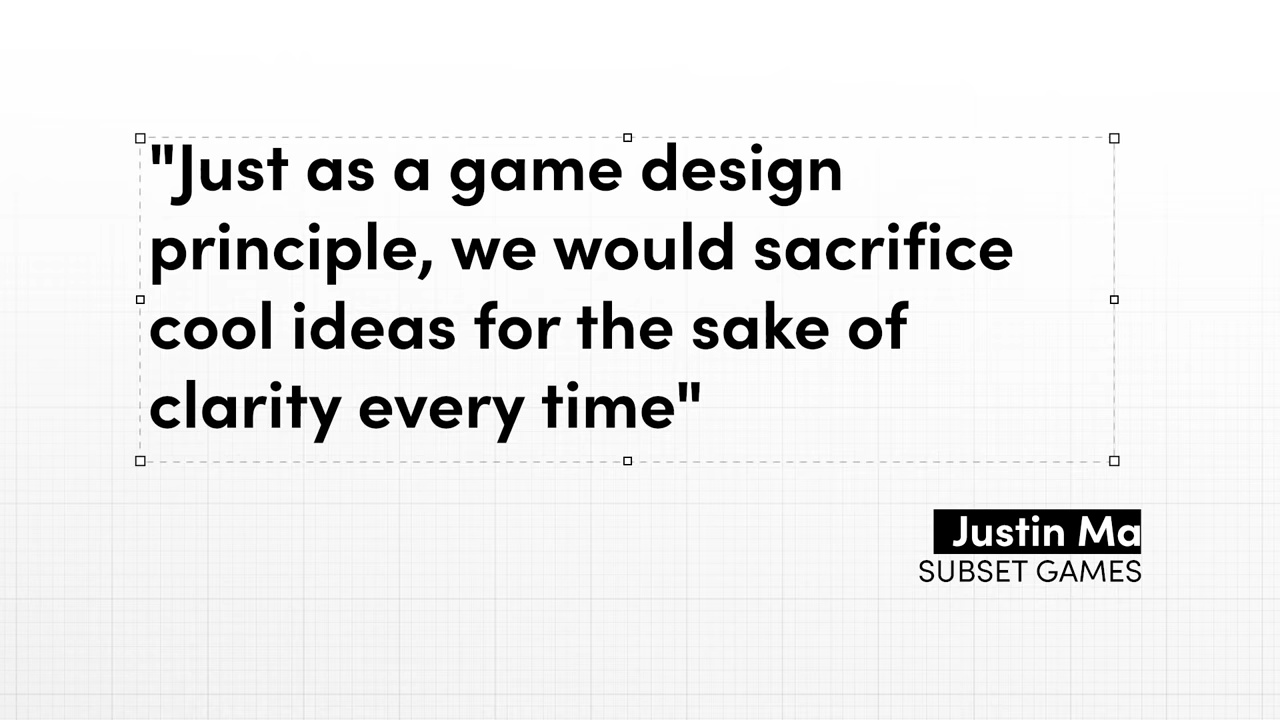 "Just as a game design
principle, we would sacrifice
cool ideas for the sake of
clarity every time"
Justin Ma
SUBSET GAMES